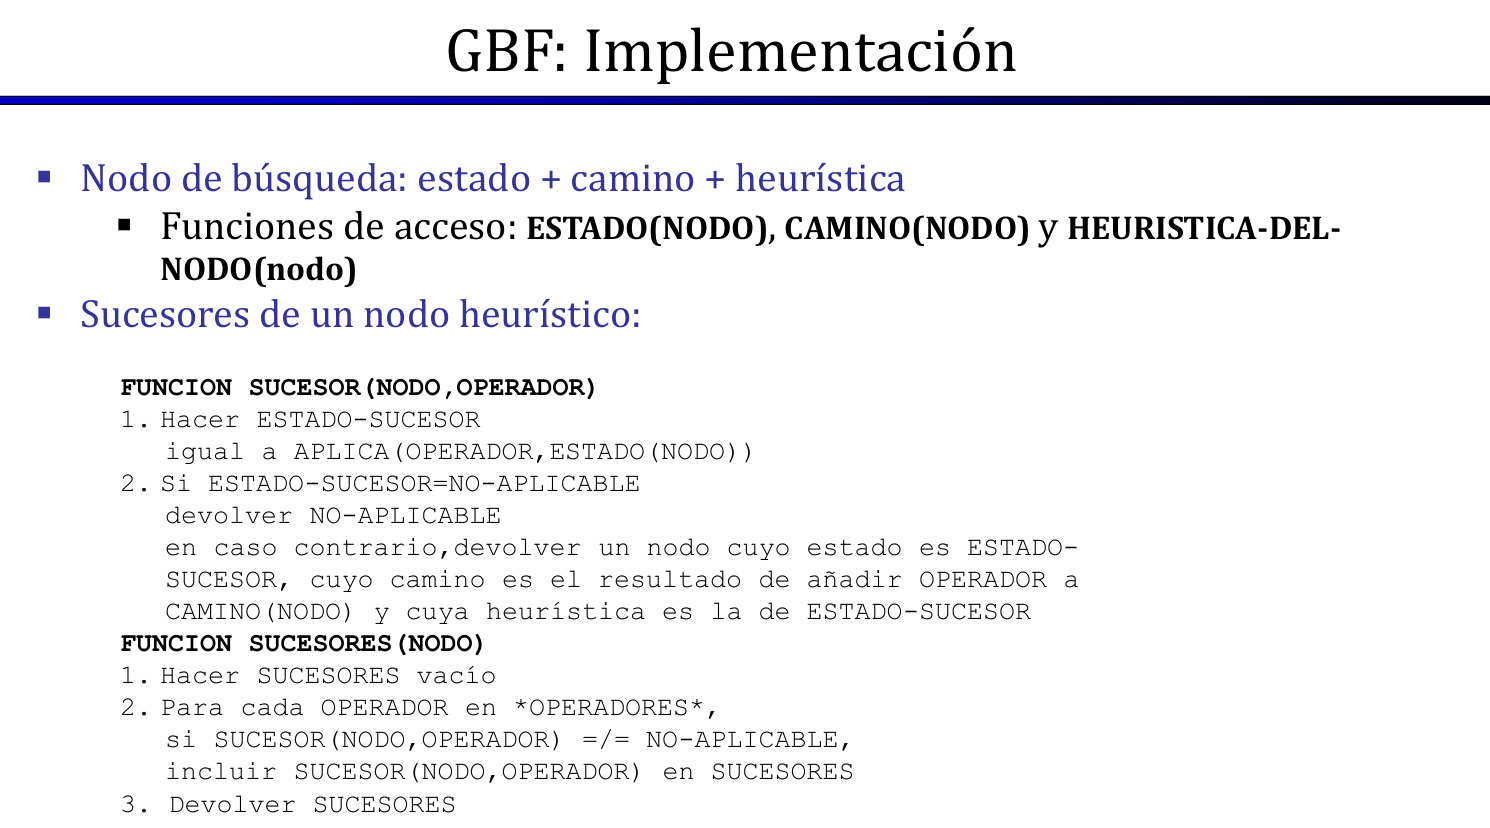 GBF: Implementación
▪ Nodo de búsqueda: estado + camino + heurística
▪ Funciones de acceso: ESTADO(NODO), CAMINO(NODO) y HEURISTICA-DEL-
NODO(nodo)
▪ Sucesores de un nodo heurístico:
FUNCION SUCESOR(NODO,OPERADOR)
1. Hacer ESTADO-SUCESOR
igual a APLICA(OPERADOR,ESTADO(NODO))
2. Si ESTADO-SUCESOR=NO-APLICABLE
devolver NO-APLICABLE
en caso contrario,devolver un nodo cuyo estado es ESTADO-
SUCESOR, cuyo camino es el resultado de añadir OPERADOR a
CAMINO(NODO) y cuya heurística es la de ESTADO-SUCESOR
FUNCION SUCESORES(NODO)
1. Hacer SUCESORES vacío
2. Para cada OPERADOR en *OPERADORES*,
si SUCESOR(NODO,OPERADOR) =/= NO-APLICABLE,
incluir SUCESOR(NODO,OPERADOR) en SUCESORES
3. Devolver SUCESORES